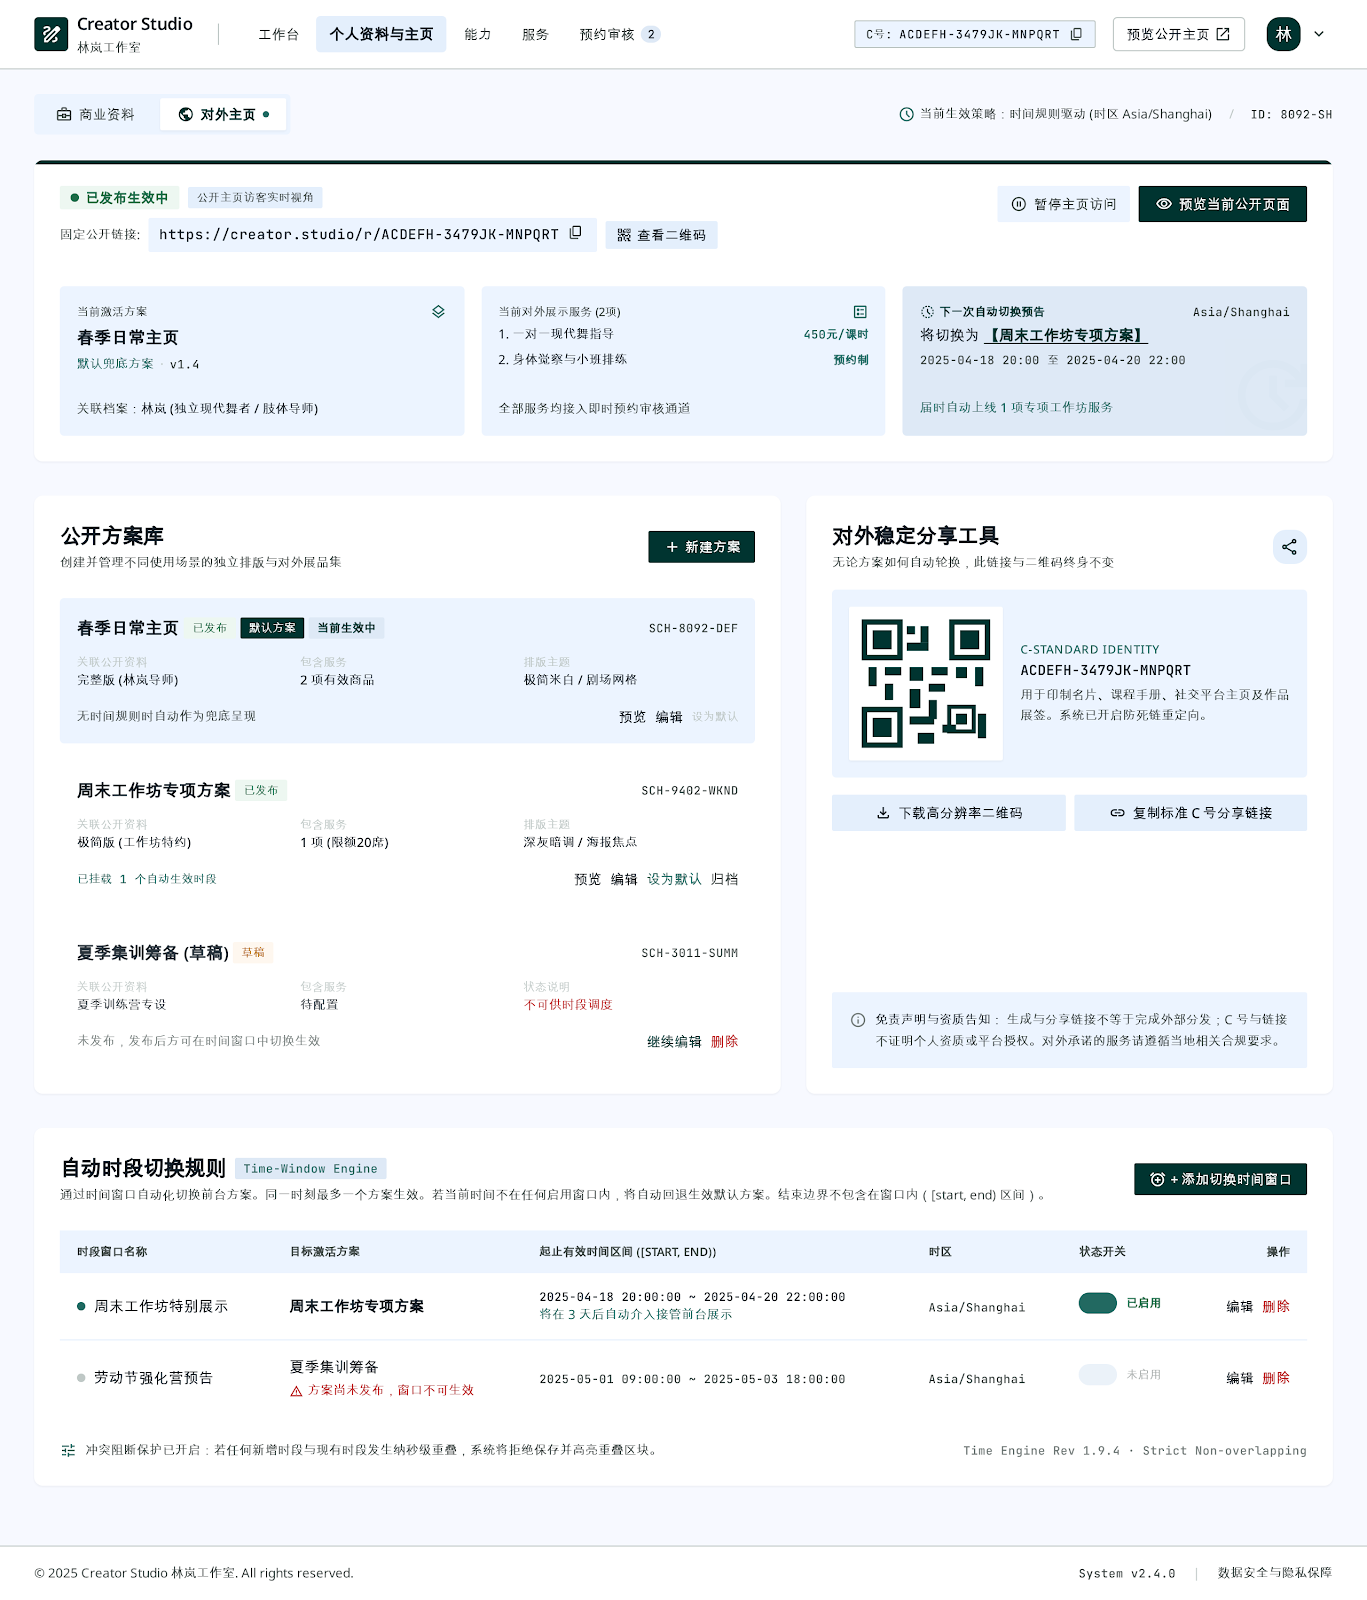 Creator Studio
林岚工作室
工作台
个人资料与主页
能力
服务
预约审核 2
C号: ACDEFH-3479JK-MNPQRT
预览公开主页
林
商业资料
对外主页
当前生效策略：时间规则驱动 (时区 Asia/Shanghai) / ID: 8092-SH
已发布生效中
公开主页访客实时视角
暂停主页访问
预览当前公开页面
固定公开链接: https://creator.studio/r/ACDEFH-3479JK-MNPQRT
查看二维码
当前激活方案
春季日常主页
默认兜底方案 · v1.4
关联档案：林岚 (独立现代舞者 / 肢体导师)
当前对外展示服务 (2项)
1. 一对一现代舞指导 450元/课时
2. 身体觉察与小班排练 预约制
全部服务均接入即时预约审核通道
下一次自动切换预告 Asia/Shanghai
将切换为 【周末工作坊专项方案】
2025-04-18 20:00 至 2025-04-20 22:00
届时自动上线 1 项专项工作坊服务
公开方案库
创建并管理不同使用场景的独立排版与对外展品集
新建方案
春季日常主页 已发布 默认方案 当前生效中 SCH-8092-DEF
关联公开资料 包含服务 排版主题
完整版 (林岚导师) 2 项有效商品 极简米白 / 剧场网格
无时间规则时自动作为兜底呈现 预览 编辑 设为默认
周末工作坊专项方案 已发布 SCH-9402-WKND
关联公开资料 包含服务 排版主题
极简版 (工作坊特约) 1 项 (限额20席) 深灰暗调 / 海报焦点
已挂载 1 个自动生效时段 预览 编辑 设为默认 归档
夏季集训筹备 (草稿) 草稿 SCH-3011-SUMM
关联公开资料 包含服务 状态说明
夏季训练营专设 待配置 不可供时段调度
未发布，发布后方可在时间窗口中切换生效 继续编辑 删除
对外稳定分享工具
无论方案如何自动轮换，此链接与二维码终身不变
C-STANDARD IDENTITY
ACDEFH-3479JK-MNPQRT
用于印制名片、课程手册、社交平台主页及作品
展签。系统已开启防死链重定向。
下载高分辨率二维码
复制标准 C 号分享链接
免责声明与资质告知： 生成与分享链接不等于完成外部分发；C 号与链接
不证明个人资质或平台授权。对外承诺的服务请遵循当地相关合规要求。
自动时段切换规则 Time-Window Engine
通过时间窗口自动化切换前台方案。同一时刻最多一个方案生效。若当前时间不在任何启用窗口内，将自动回退生效默认方案。结束边界不包含在窗口内（ [start, end) 区间 ）。
+ 添加切换时间窗口
时段窗口名称 目标激活方案 起止有效时间区间 ([START, END)) 时区 状态开关 操作
周末工作坊特别展示 周末工作坊专项方案 2025-04-18 20:00:00 ~ 2025-04-20 22:00:00 Asia/Shanghai 已启用 编辑 删除
将在 3 天后自动介入接管前台展示
劳动节强化营预告 夏季集训筹备 2025-05-01 09:00:00 ~ 2025-05-03 18:00:00 Asia/Shanghai 未启用 编辑 删除
方案尚未发布，窗口不可生效
冲突阻断保护已开启：若任何新增时段与现有时段发生纳秒级重叠，系统将拒绝保存并高亮重叠区块。
Time Engine Rev 1.9.4 · Strict Non-overlapping
© 2025 Creator Studio 林岚工作室. All rights reserved.
System v2.4.0
数据安全与隐私保障